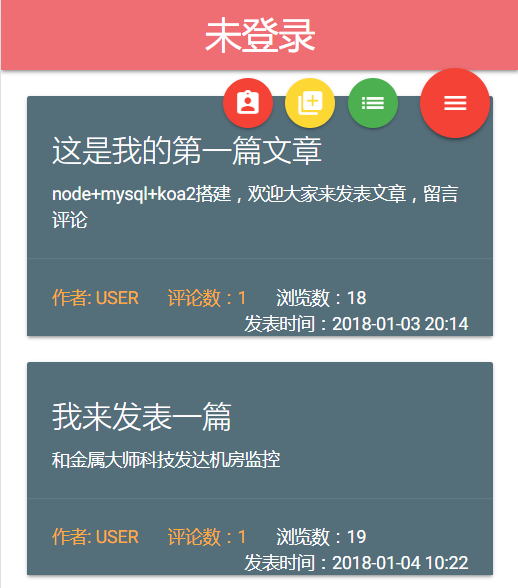 未登录
这是我的第一篇文章
node+mysql+koa2搭建，欢迎大家来发表文章，留言
评论
作者: USER 评论数：1 浏览数：18
发表时间：2018-01-03 20:14
我来发表一篇
和金属大师科技发达机房监控
作者: USER 评论数：1 浏览数：19
发表时间：2018-01-04 10:22